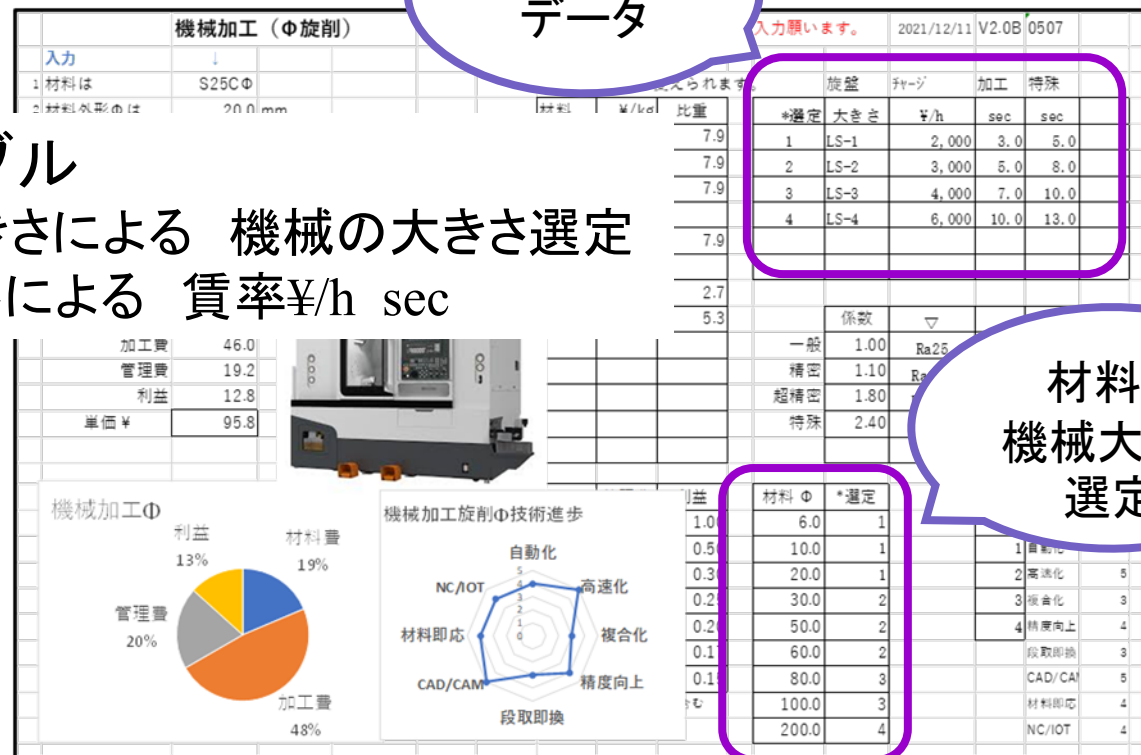 データ
機械加工（Φ旋削）
入力願います。 2021/12/11 V2.0B 0507
入力 ↓
1 材料は S25CΦ
えられます。 旋盤 ﾁｬｰｼﾞ 加工 特殊
2 材料外形Φは 20.0 mm
材料 ¥/kg 比重
*選定 大きさ ¥/h sec sec
7.9 1 LS-1 2,000 3.0 5.0
7.9 2 LS-2 3,000 5.0 8.0
7.9 3 LS-3 4,000 7.0 10.0
4 LS-4 6,000 10.0 13.0
7.9
2.7
5.3
ブル
きさによる 機械の大きさ選定
による 賃率¥/h sec
係数 ▽
一般 1.00 Ra25
精密 1.10
超精密 1.80
特殊 2.40
加工費 46.0
管理費 19.2
利益 12.8
単価¥ 95.8
材料
機械大
選定
機械加工Φ
利益
13%
材料費
19%
管理費
20%
加工費
48%
機械加工旋削Φ技術進歩
自動化
高速化
複合化
精度向上
段取即換
CAD/CAM
材料即応
NC/IOT
5
4
3
2
1
0
利益
1.00
材料 Φ *選定
6.0 1
10.0 1
20.0 1
30.0 2
50.0 2
60.0 2
80.0 3
100.0 3
200.0 4
1 自動化
2 高速化 5
3 複合化 3
4 精度向上 4
段取即換 3
CAD/CA 5
材料即応 4
NC/IOT 4